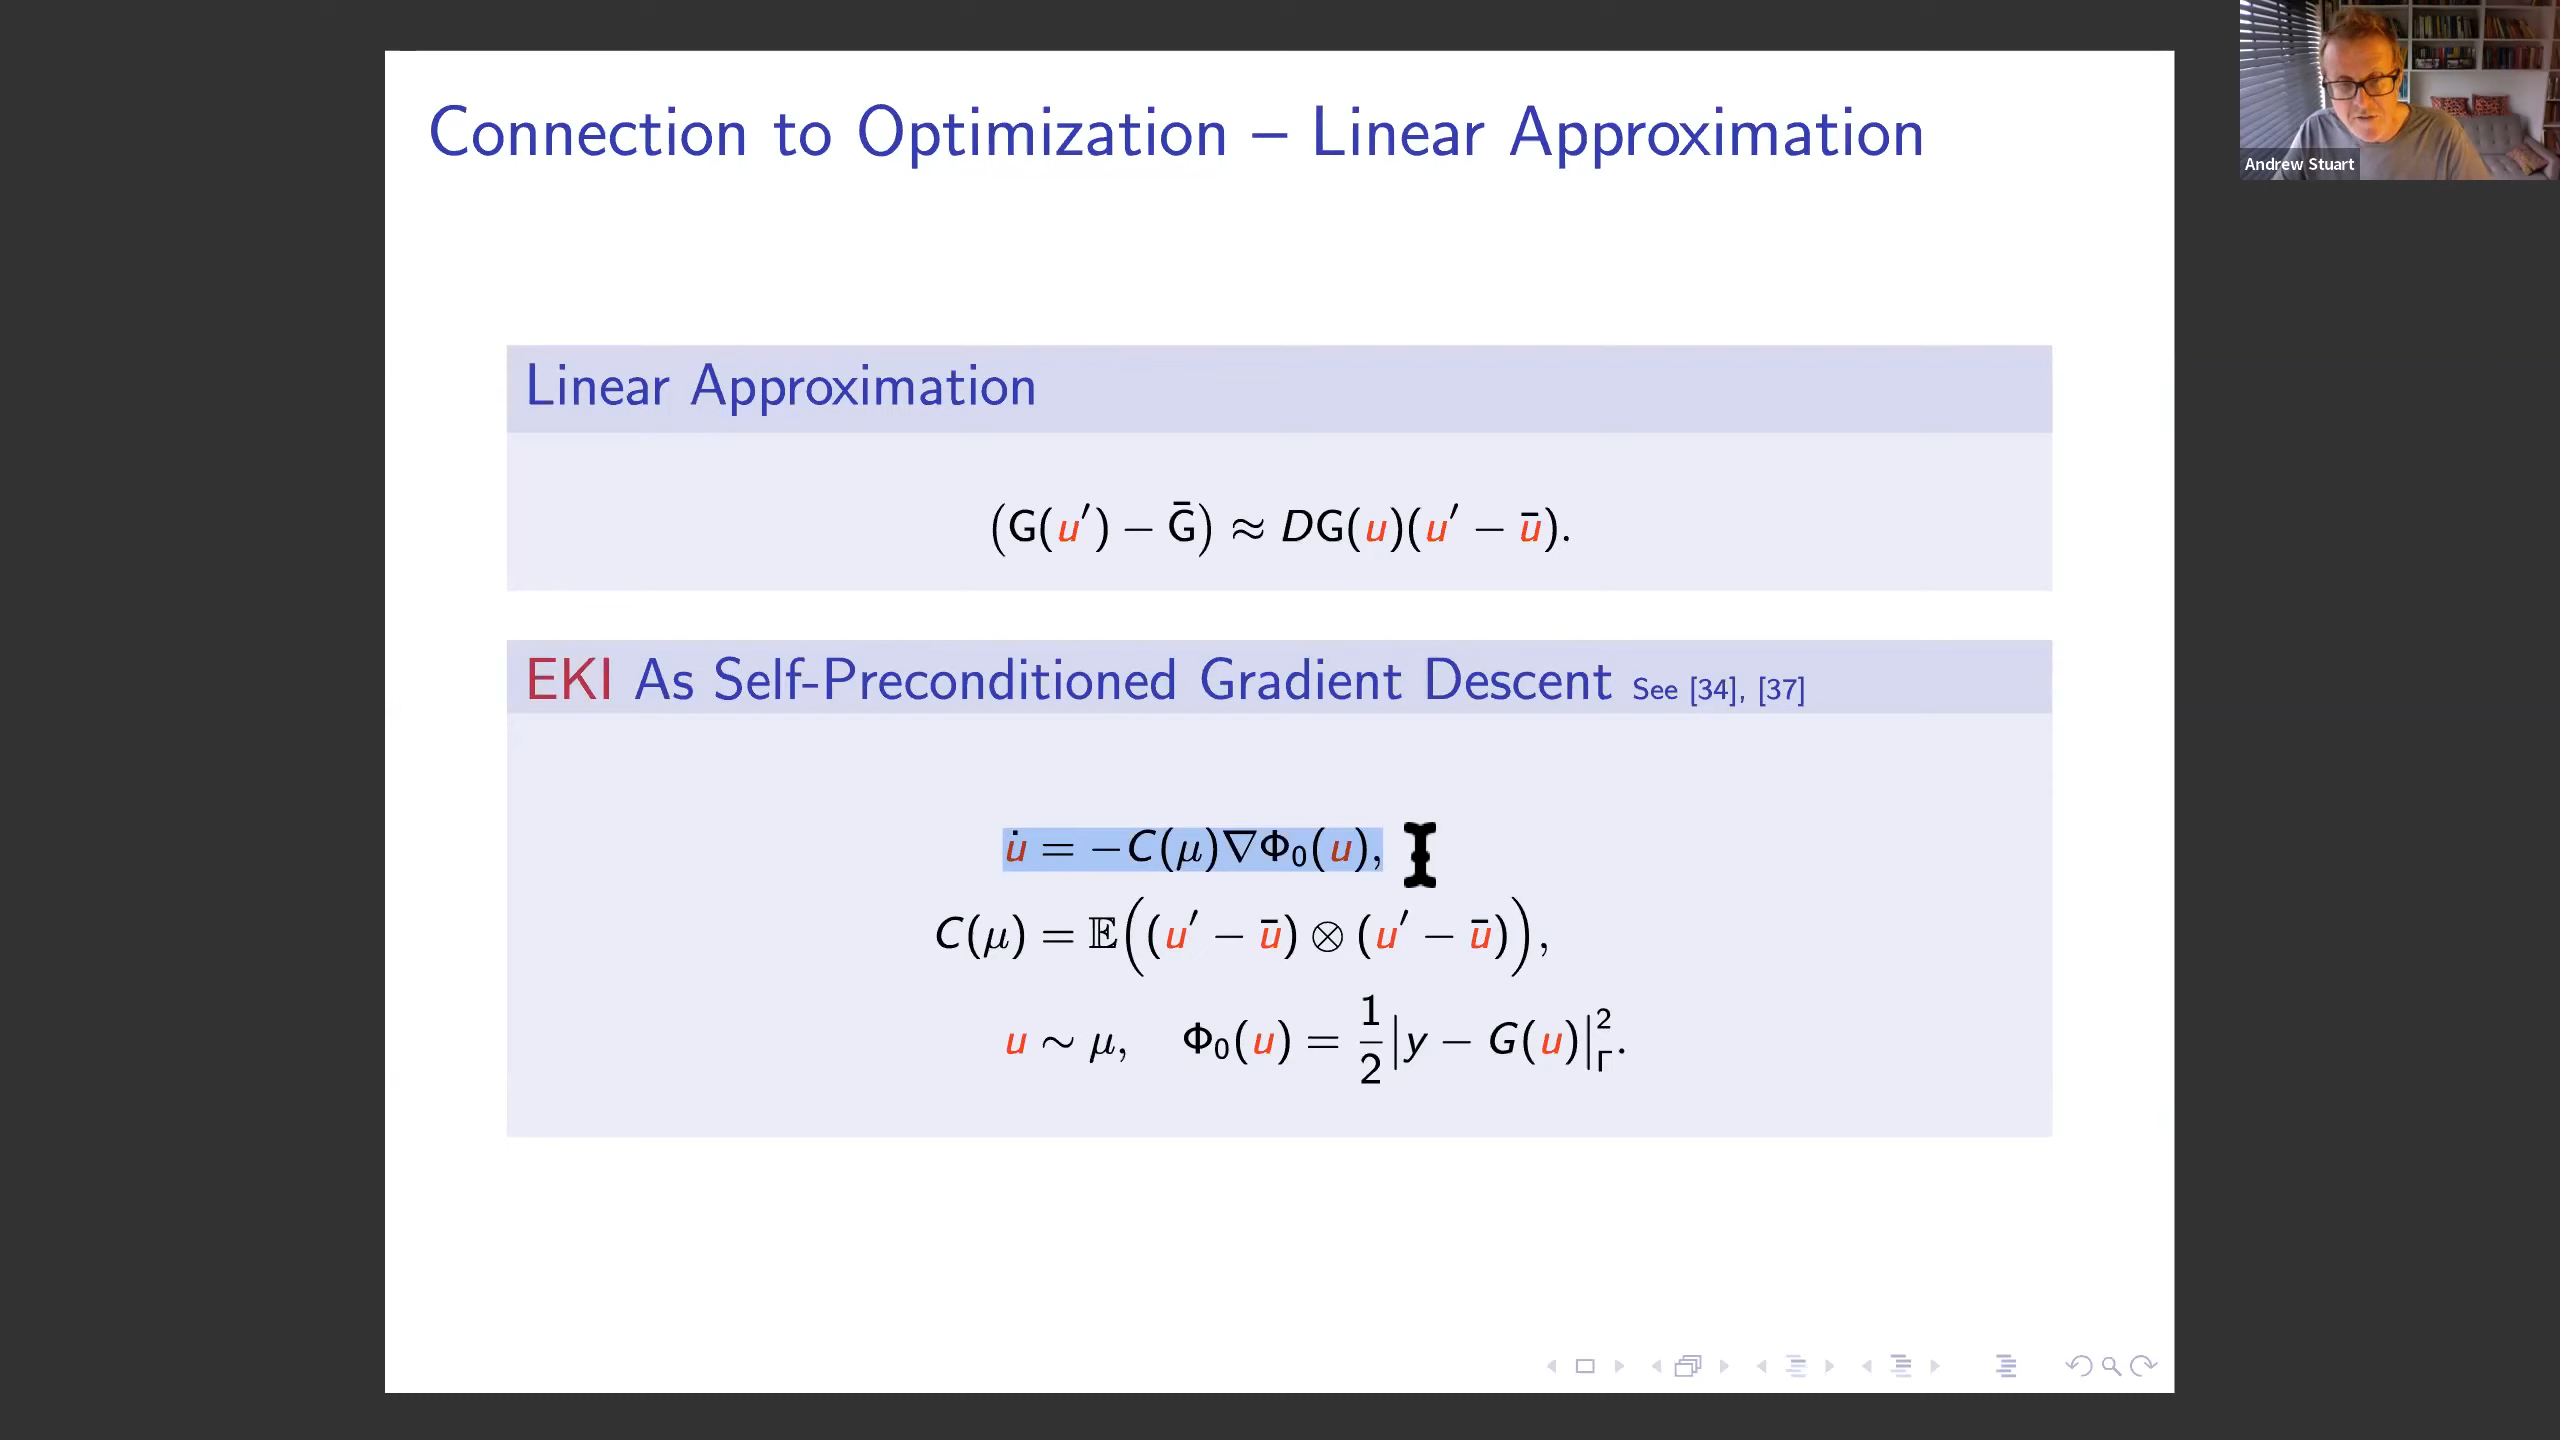 Connection to Optimization – Linear Approximation
Andrew Stuart
Linear Approximation
(G(u′) − Ḡ) ≈ DG(u)(u′ − ū).
EKI As Self-Preconditioned Gradient Descent See [34], [37]
u̇ = −C(μ)∇Φ₀(u),
C(μ) = 𝔼((u′ − ū) ⊗ (u′ − ū)),
u ∼ μ, Φ₀(u) = 1/2 |y − G(u)|²_Γ.